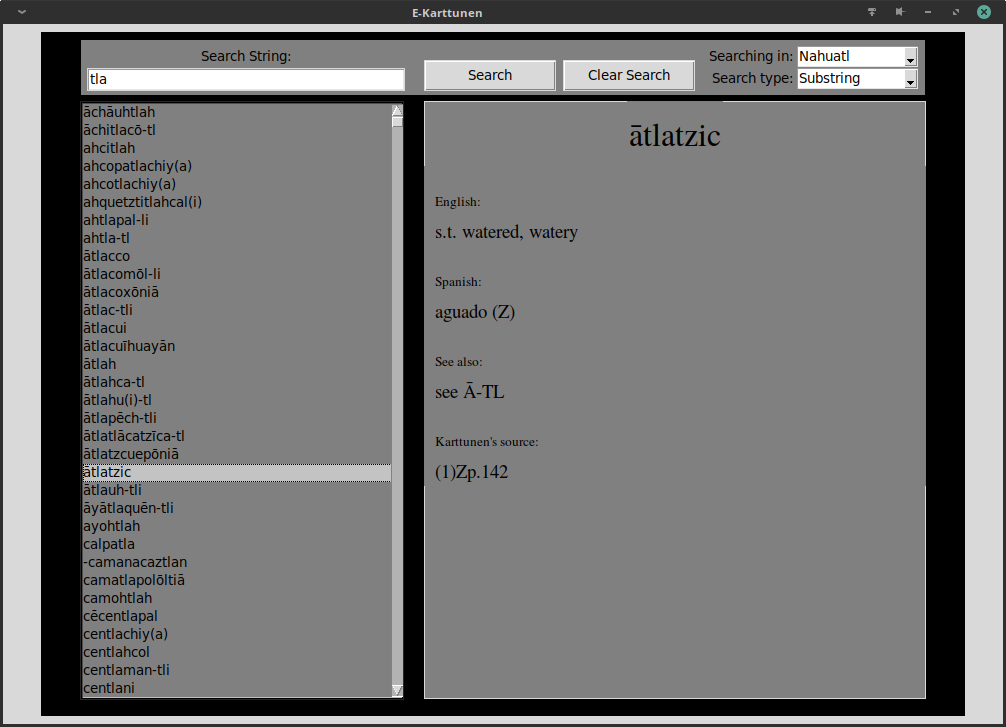 E-Karttunen
Search String:
tla
Search
Clear Search
Searching in: Nahuatl
Search type: Substring
āchāuhtlah
āchitlacō-tl
ahcitlah
ahcopatlachiy(a)
ahcotlachiy(a)
ahquetztitlahcal(i)
ahtlapal-li
ahtla-tl
ātlacco
ātlacomōl-li
ātlacoxōniā
ātlac-tli
ātlacui
ātlacuīhuayān
ātlah
ātlahca-tl
ātlahu(i)-tl
ātlapēch-tli
ātlatlācatzīca-tl
ātlatzcuepōniā
ātlatzic
ātlauh-tli
āyātlaquēn-tli
ayohtlah
calpatla
-camanacaztlan
camatlapolōltiā
camohtlah
cēcentlapal
centlachiy(a)
centlahcol
centlaman-tli
centlani
ātlatzic
English:
s.t. watered, watery
Spanish:
aguado (Z)
See also:
see Ā-TL
Karttunen's source:
(1)Zp.142